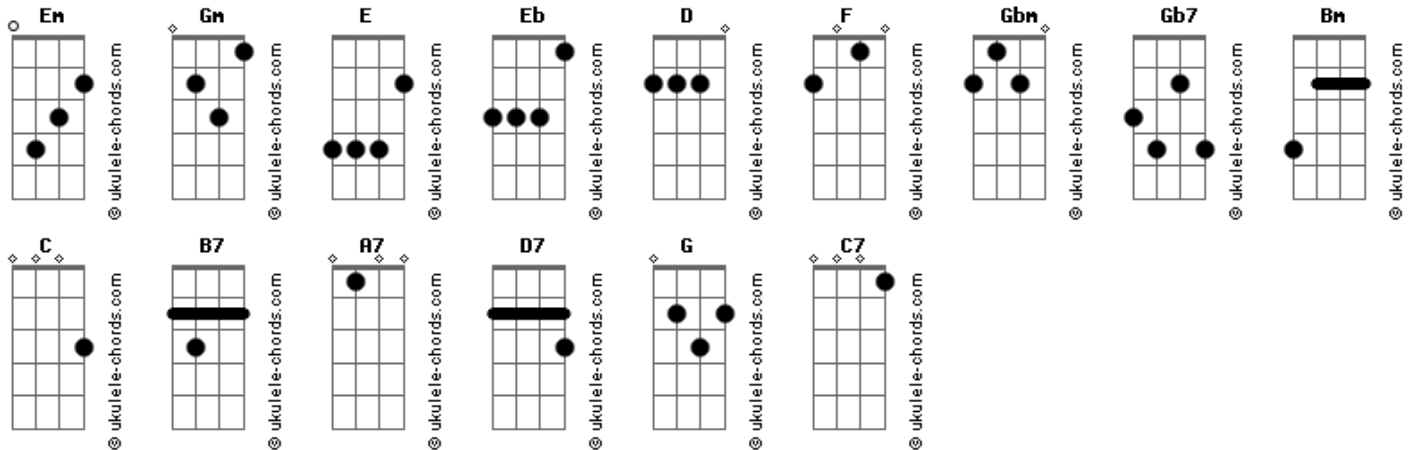 Em Gm E Eb D F Gbm Gb7 Bm
© ukulele-chords.com © ukulele-chords.com © ukulele-chords.com © ukulele-chords.com © ukulele-chords.com © ukulele-chords.com © ukulele-chords.com © ukulele-chords.com © ukulele-chords.com
C B7 A7 D7 G C7
© ukulele-chords.com © ukulele-chords.com © ukulele-chords.com © ukulele-chords.com © ukulele-chords.com © ukulele-chords.com